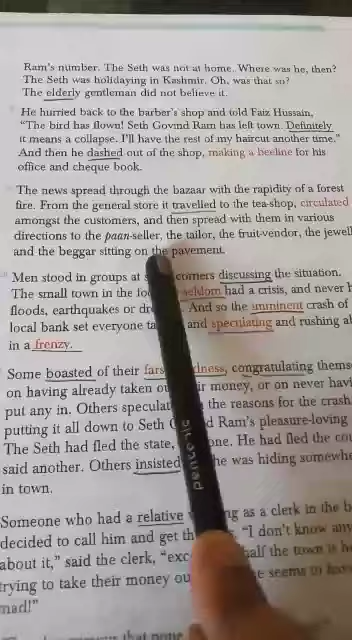 Ram's number. The Seth was not at home. Where was he, then?
The Seth was holidaying in Kashmir. Oh, was that so?
The elderly gentleman did not believe it.
He hurried back to the barber's shop and told Faiz Hussain,
"The bird has flown! Seth Govind Ram has left town. Definitely
it means a collapse. I'll have the rest of my haircut another time."
And then he dashed out of the shop, making a beeline for his
office and cheque book.
The news spread through the bazaar with the rapidity of a forest
fire. From the general store it travelled to the tea-shop, circulated
amongst the customers, and then spread with them in various
directions to the paan-seller, the tailor, the fruit-vendor, the jewell
and the beggar sitting on the pavement.
Men stood in groups at corners discussing the situation.
The small town in the seldom had a crisis, and never h
floods, earthquakes or And so the imminent crash of
local bank set everyone and speculating and rushing
in a frenzy.
Some boasted of their congratulating thems
on having already taken their money, or on never havi
put any in. Others the reasons for the crash
putting it all down to Seth Ram's pleasure-loving
The Seth had fled the state, one. He had fled the cou
said another. Others insisted he was hiding somewhe
in town.
Someone who had a relative as a clerk in the b
decided to call him and get "I don't know any
about it," said the clerk, half the town is h
trying to take their money seems to have
mad!"
that none
denticolc